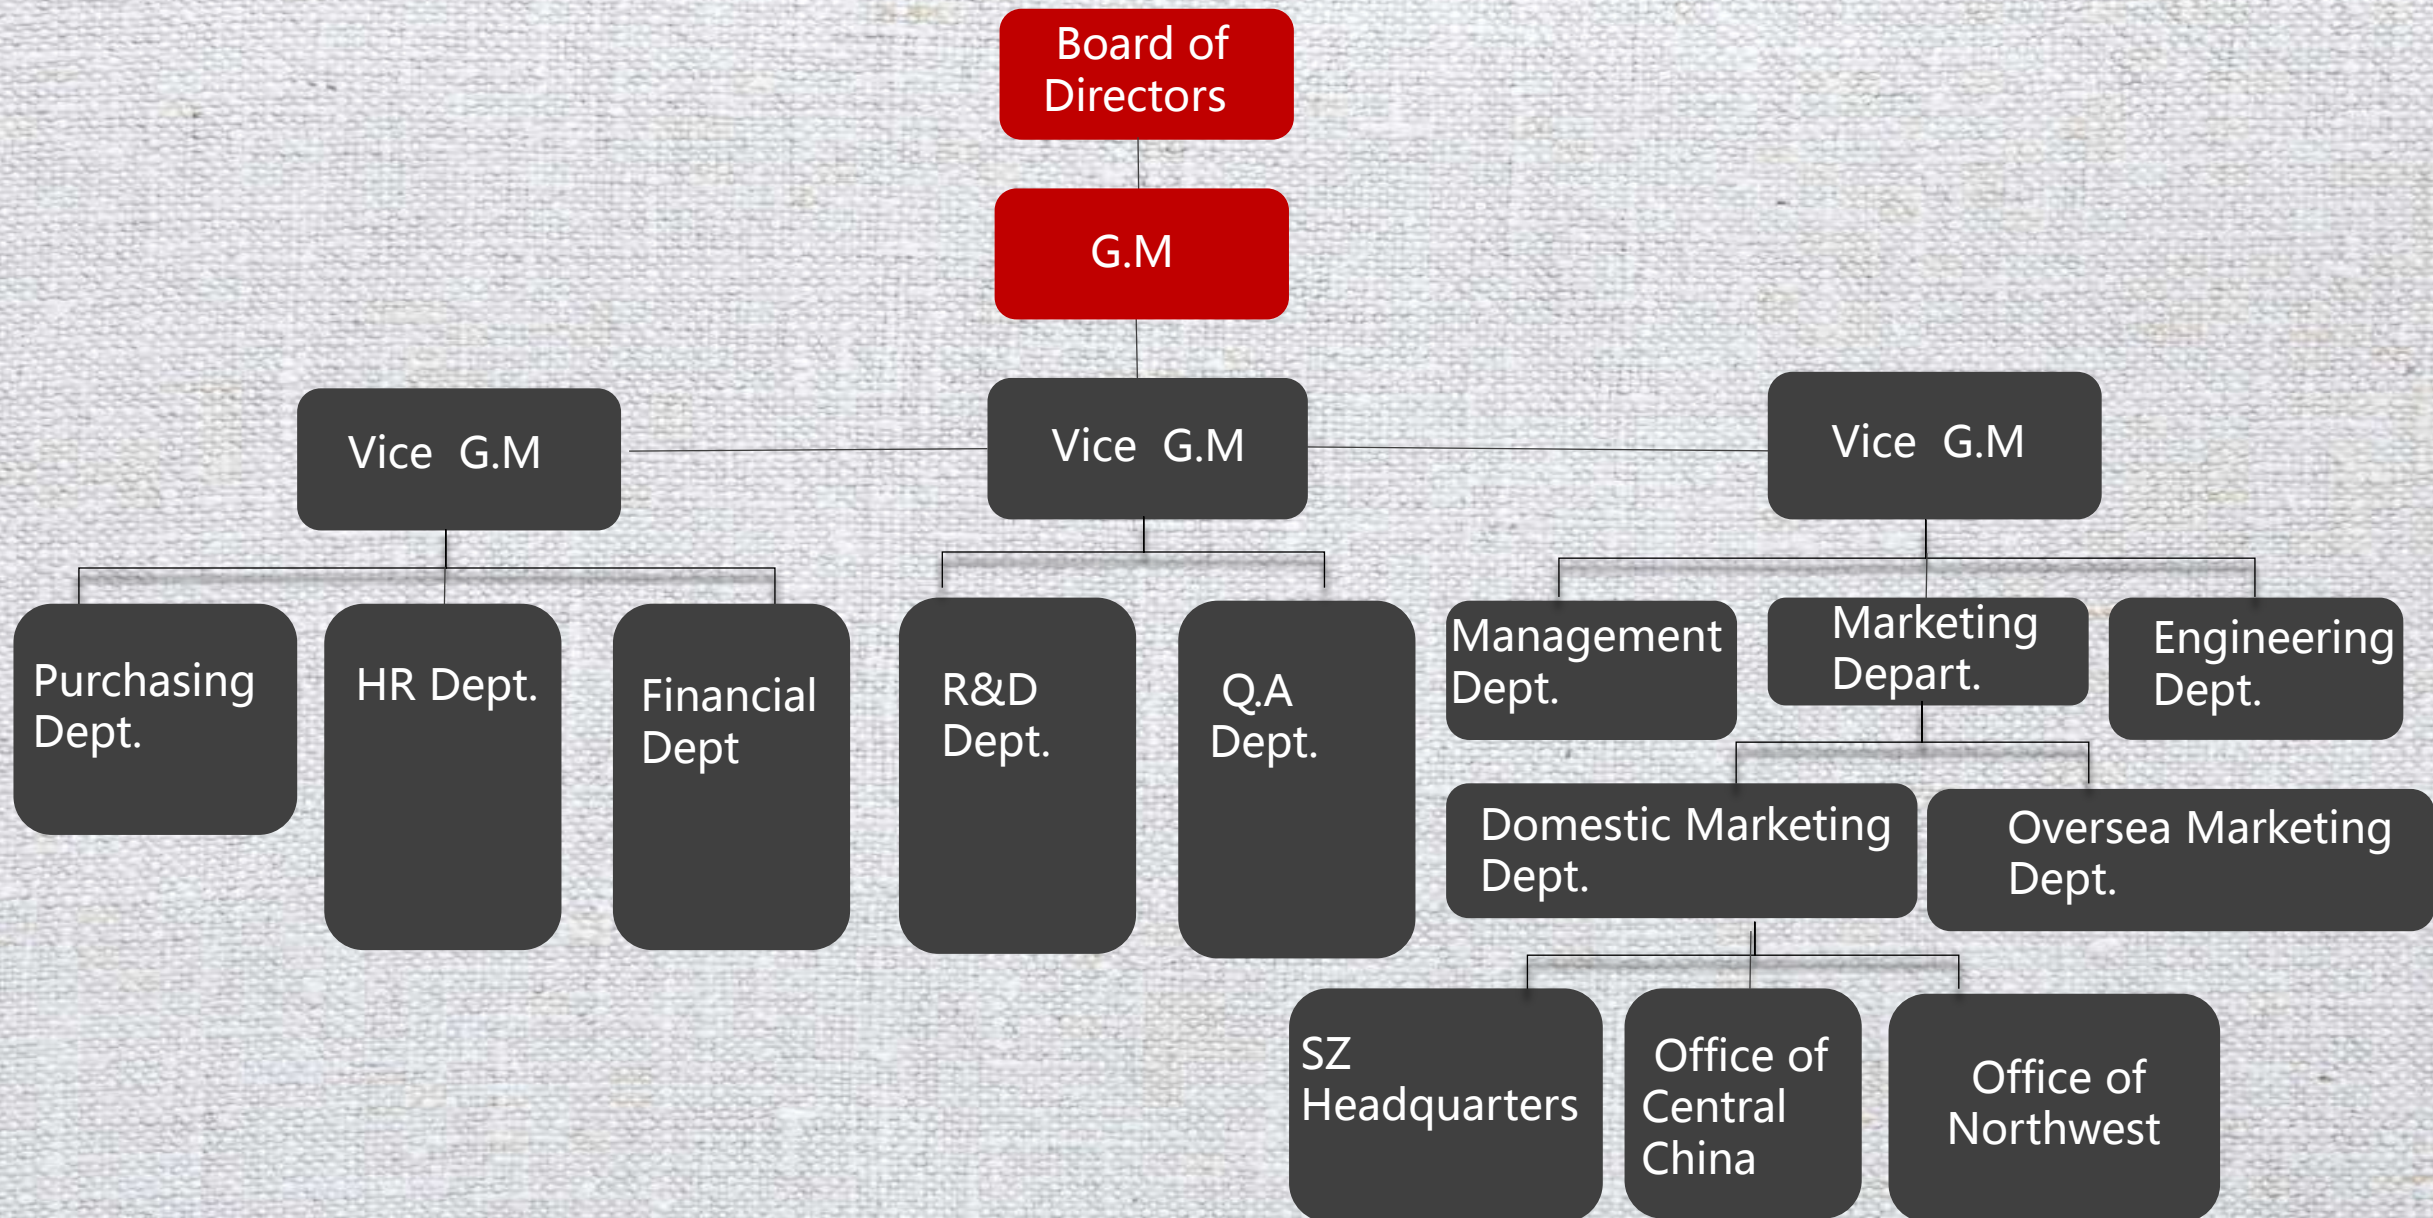 Board of
Directors
G.M
Vice G.M
Vice G.M
Vice G.M
Purchasing
Dept.
HR Dept.
Financial
Dept
R&D
Dept.
Q.A
Dept.
Management
Dept.
Marketing
Depart.
Engineering
Dept.
Domestic Marketing
Dept.
Oversea Marketing
Dept.
SZ
Headquarters
Office of
Central
China
Office of
Northwest